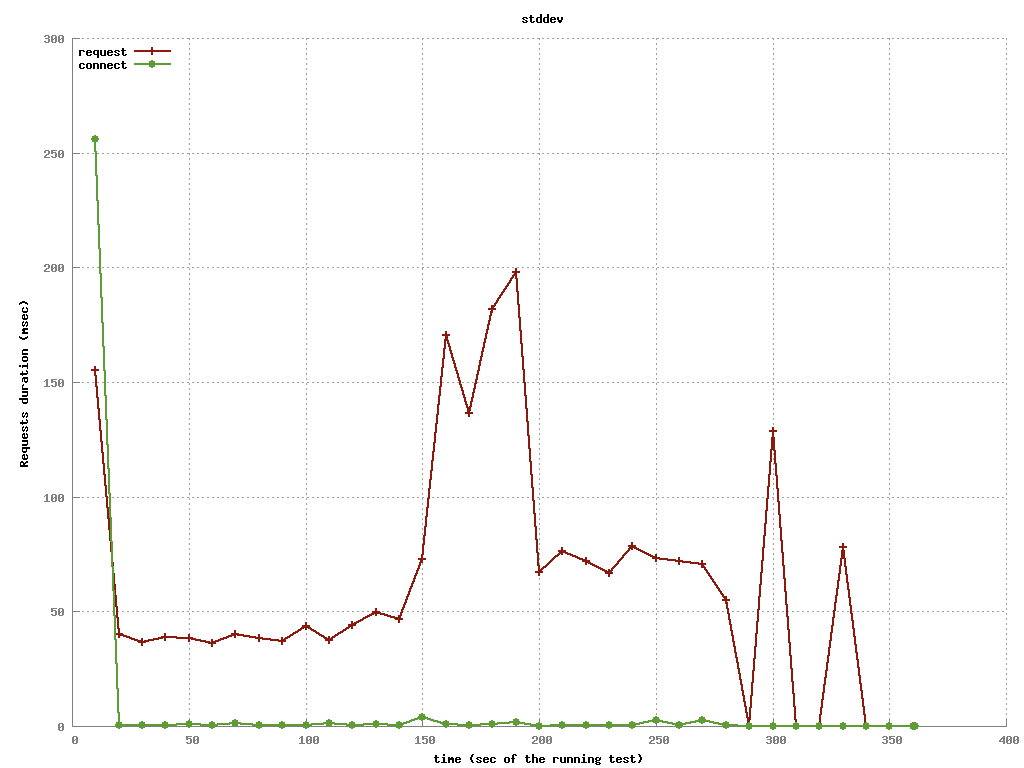 stddev
300
request
connect
250
200
150
100
50
0
Requests duration (msec)
0 50 100 150 200 250 300 350 400
time (sec of the running test)